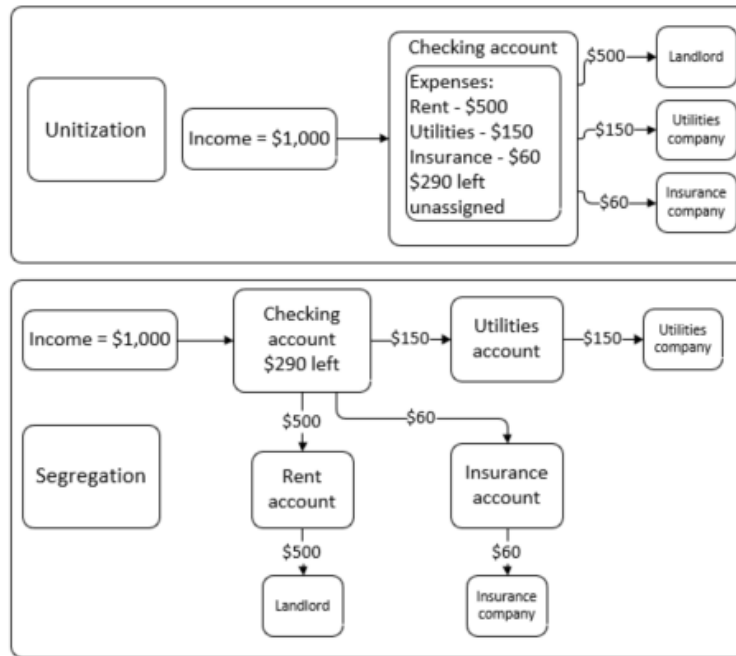 Unitization
Income = $1,000
Checking account
Expenses:
Rent - $500
Utilities - $150
Insurance - $60
$290 left
unassigned
$500
Landlord
$150
Utilities
company
$60
Insurance
company
Income = $1,000
Checking
account
$290 left
$150
Utilities
account
$150
Utilities
company
$500
$60
Segregation
Rent
account
Insurance
account
$500
$60
Landlord
Insurance
company